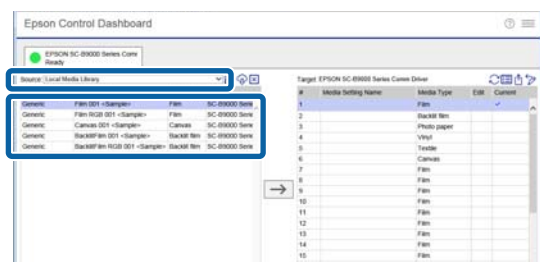 Epson Control Dashboard
EPSON SC-B9000 Series Comm
Ready
Source: Local Media Library
Target: EPSON SC-B9000 Series Comm Driver
Generic Film 001 <Sample> Film SC-B9000 Serie
Generic Film RGB 001 <Sample> Film SC-B9000 Serie
Generic Canvas 001 <Sample> Canvas SC-B9000 Serie
Generic Backlit Film 001 <Sample> Backlit film SC-B9000 Serie
Generic Backlit Film RGB 001 <Sample> Backlit film SC-B9000 Serie
# Media Setting Name Media Type Edit Current
1 Film
2 Backlit film
3 Photo paper
4 Vinyl
5 Textile
6 Canvas
7 Film
8 Film
9 Film
10 Film
11 Film
12 Film
13 Film
14 Film
15 Film